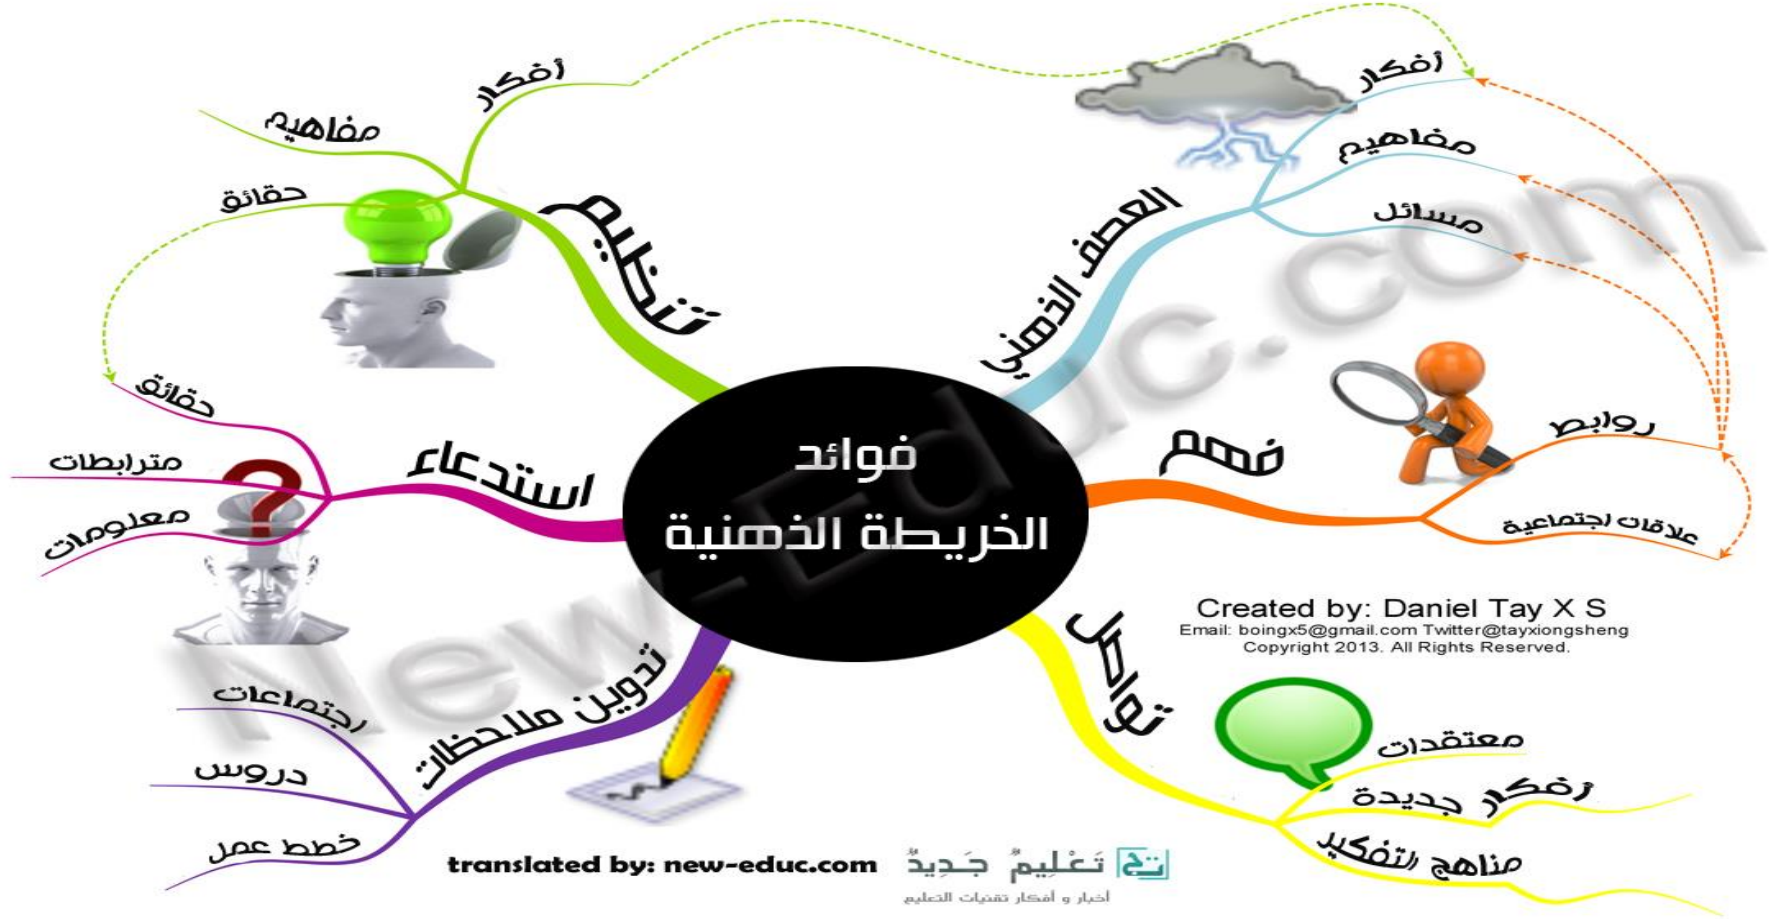 فوائد
الخريطة الذهنية
العصف الذهني
أفكار
مفاهيم
مسائل
فهم
روابط
علاقات اجتماعية
تواصل
معتقدات
أفكار جديدة
مناهج التفكير
تدوين ملاحظات
اجتماعات
دروس
خطط عمل
استدعاء
حقائق
مترابطات
معلومات
تنظيم
أفكار
مفاهيم
حقائق
Created by: Daniel Tay X S
Email: boingx5@gmail.com Twitter@tayxiongsheng
Copyright 2013. All Rights Reserved.
translated by: new-educ.com
تج تَعْلِيمٌ جَدِيدٌ
أخبار و أفكار تقنيات التعليم
New-Educ.com